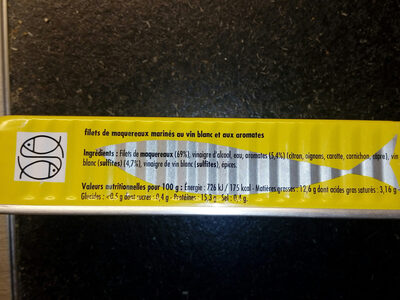 filets de maquereaux marinés au vin blanc et aux aromates
Ingrédients : Filets de maquereaux (69%), vinaigre d'alcool, eau, aromates (5,4%) (citron, oignons, carotte, cornichon, câpre), vin
blanc (sulfites) (4,7%), vinaigre de vin blanc (sulfites), épices.
Valeurs nutritionnelles pour 100 g : Énergie : 726 kJ / 175 kcal - Matières grasses : 12,6 g dont acides gras saturés : 3,16 g -
Glucides : <0,5 g dont sucres : 0,4 g - Protéines : 15,3 g - Sel : 0,4 g.